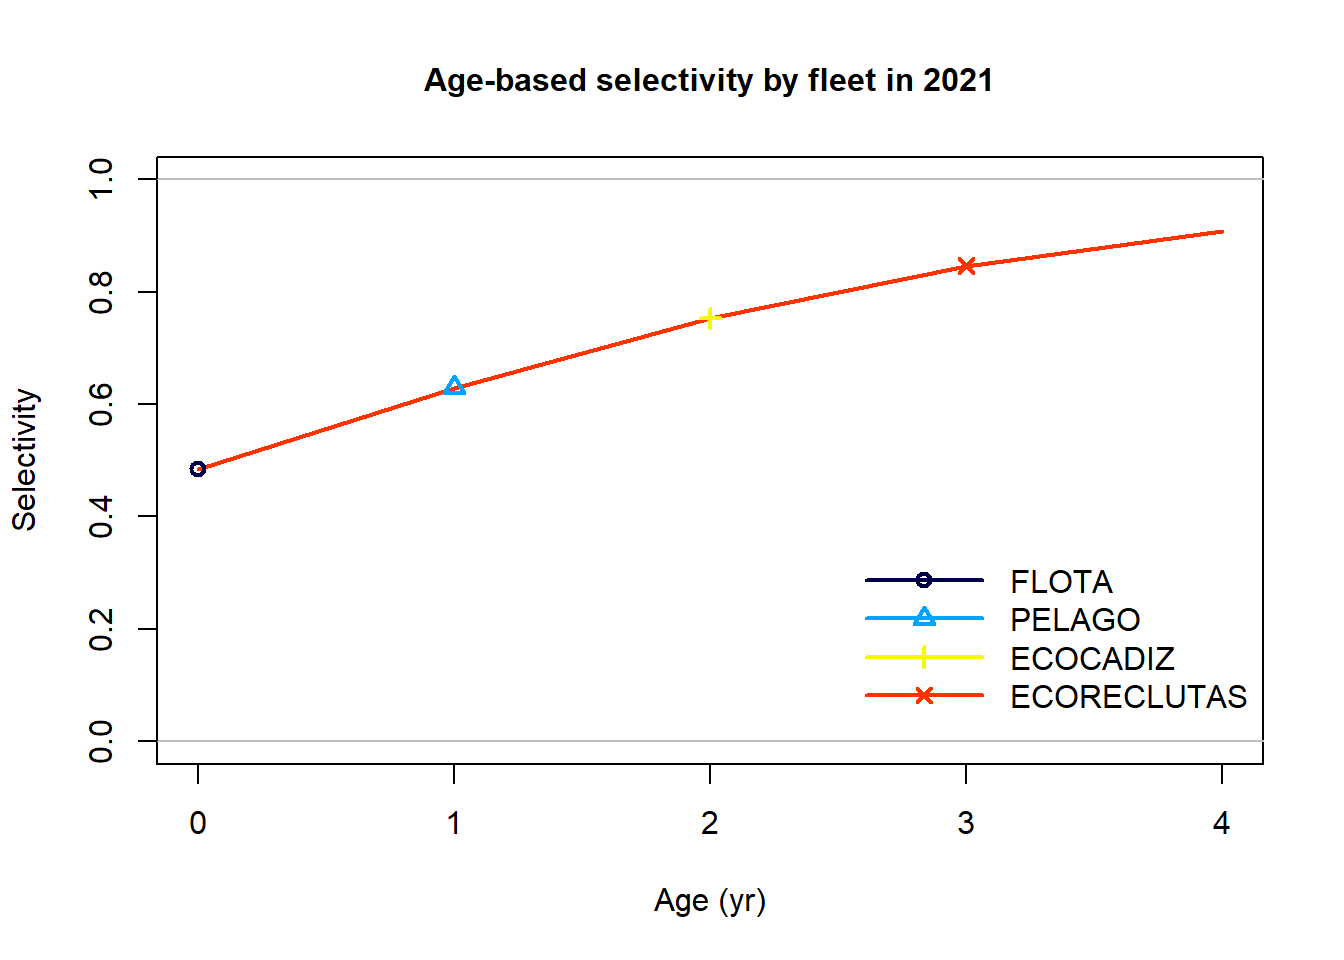 Age-based selectivity by fleet in 2021
Selectivity
1.0
0.8
0.6
0.4
0.2
0.0
FLOTA
PELAGO
ECOCADIZ
ECORECLUTAS
0 1 2 3 4
Age (yr)